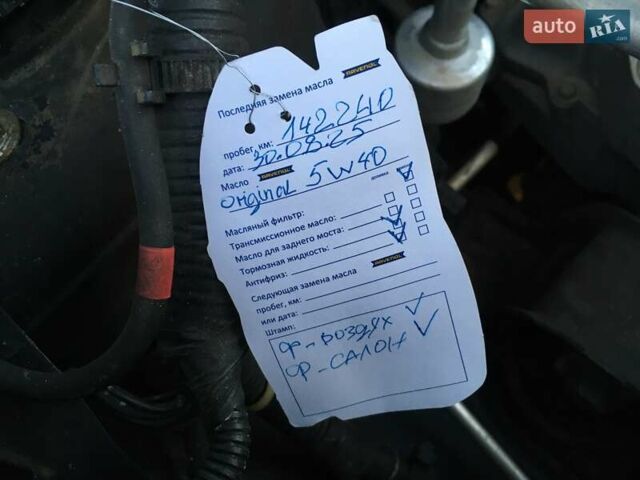 auto RIA.com
Последняя замена масла
RAVENOL
пробег, км: 142240
дата: 30.08.25
Масло RAVENOL
Original 5W40
Масляный фильтр:
Трансмиссионное масло:
Масло для заднего моста:
Тормозная жидкость:
Антифриз:
Следующая замена масла RAVENOL
пробег, км:
или дата:
Штамп:
ф-воздух
ф-САЛОН